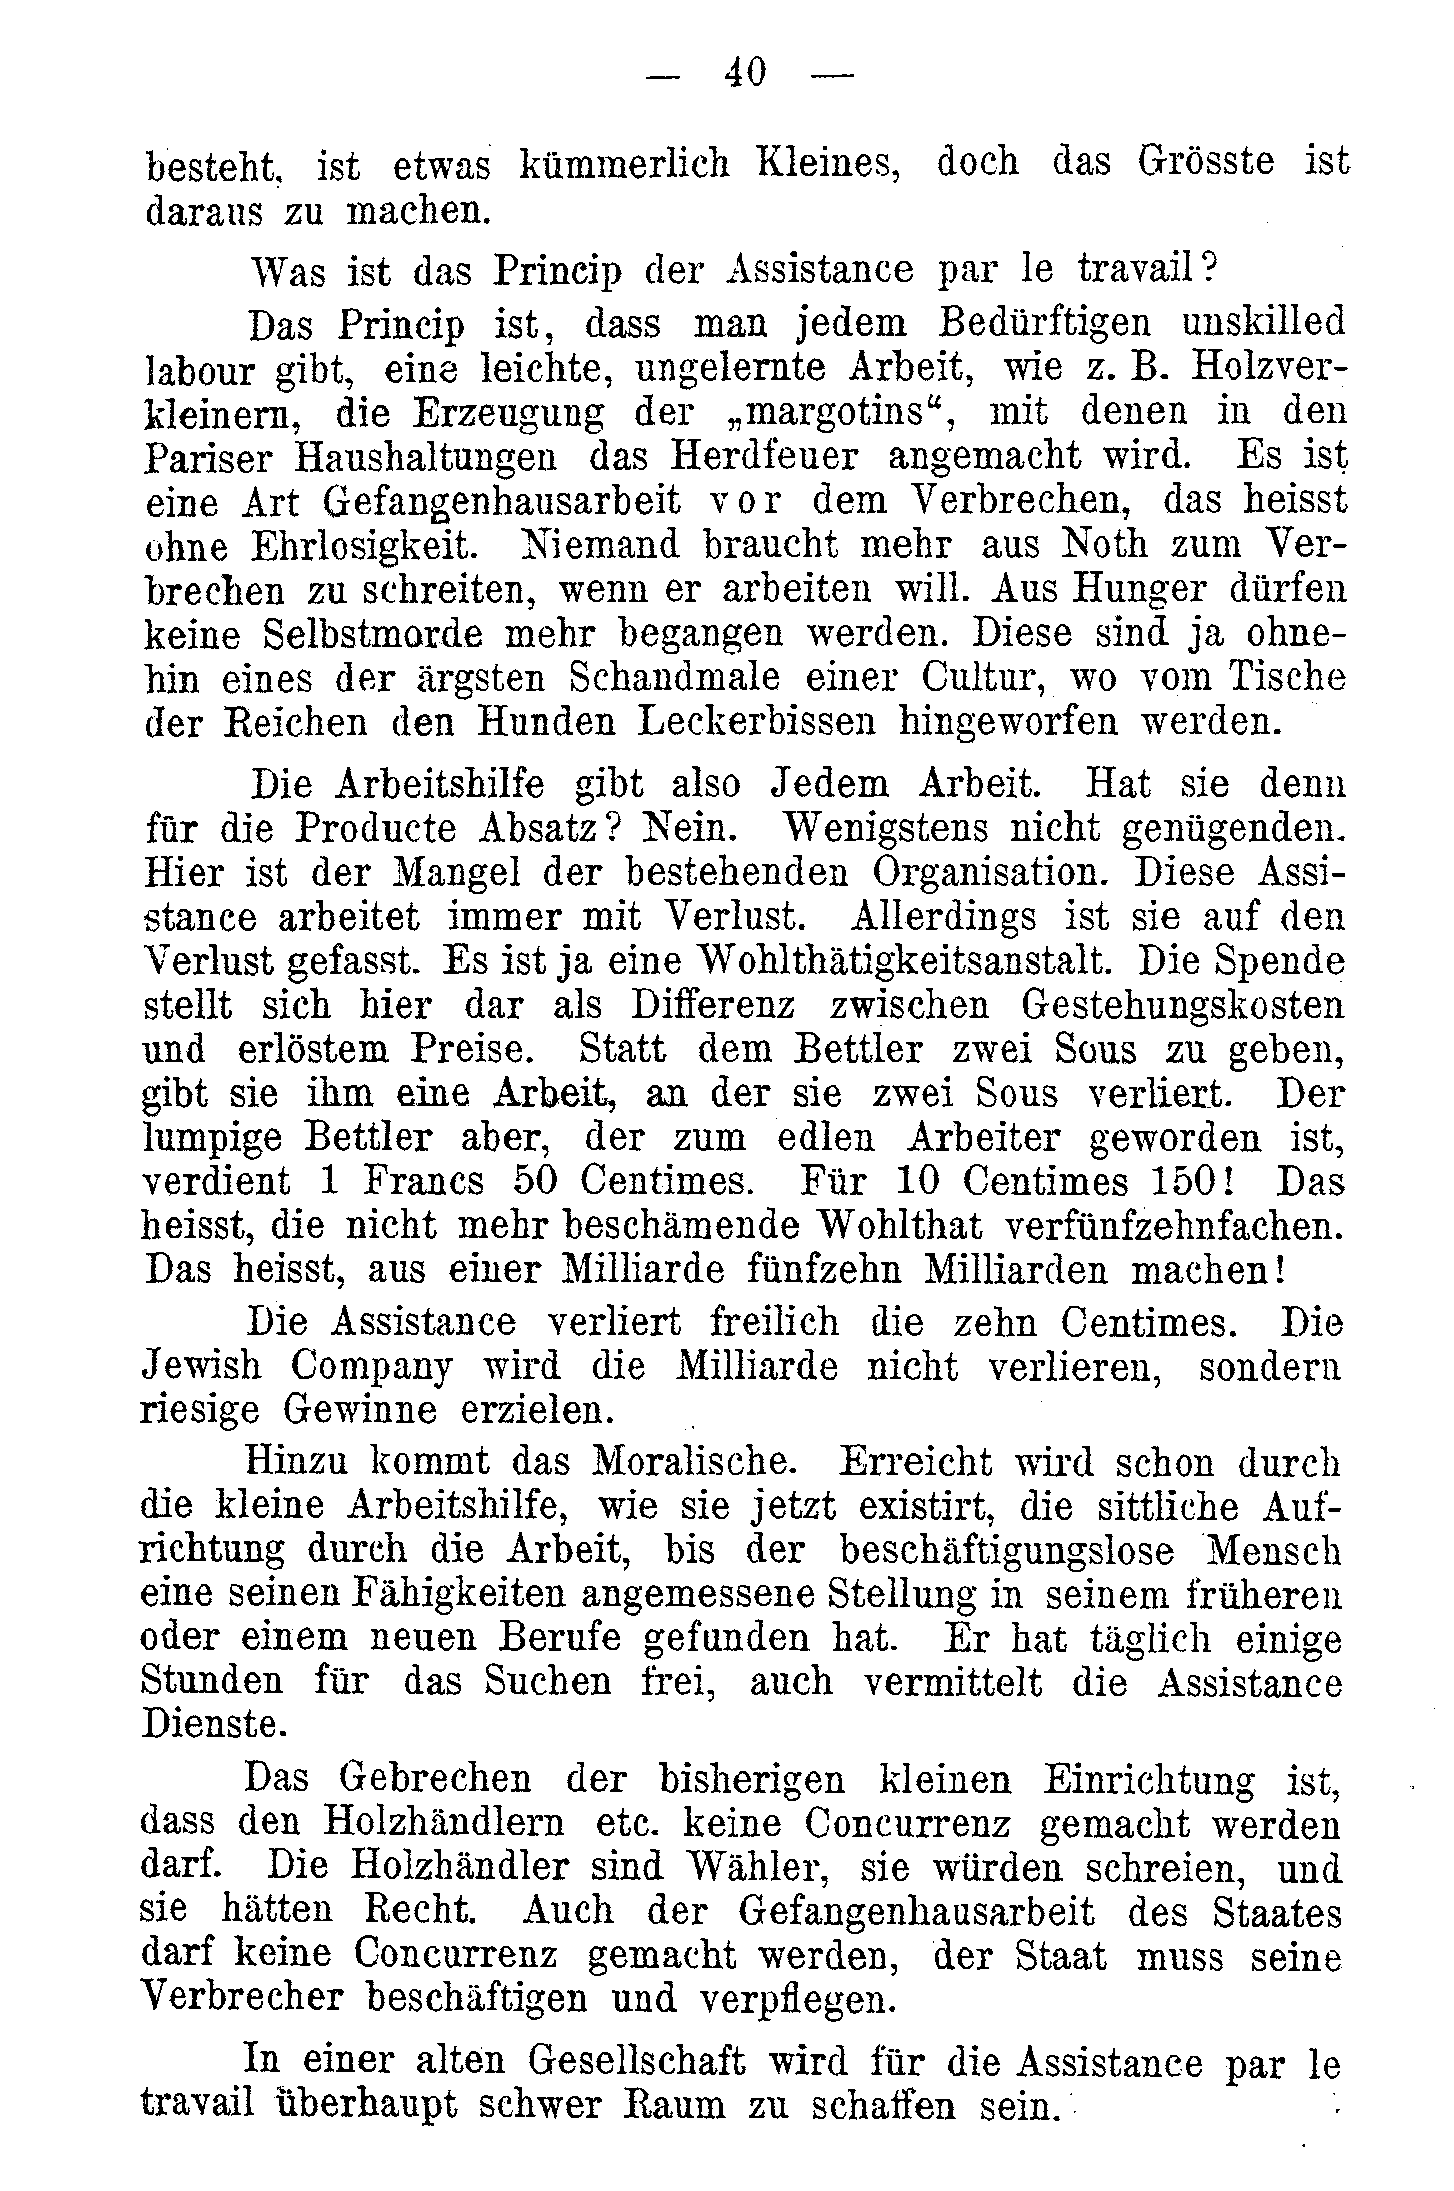 — 40 —
besteht, ist etwas kümmerlich Kleines, doch das Grösste ist
daraus zu machen.
Was ist das Princip der Assistance par le travail?
Das Princip ist, dass man jedem Bedürftigen unskilled
labour gibt, eine leichte, ungelernte Arbeit, wie z. B. Holzver-
kleinern, die Erzeugung der „margotins“, mit denen in den
Pariser Haushaltungen das Herdfeuer angemacht wird. Es ist
eine Art Gefangenhausarbeit vor dem Verbrechen, das heisst
ohne Ehrlosigkeit. Niemand braucht mehr aus Noth zum Ver-
brechen zu schreiten, wenn er arbeiten will. Aus Hunger dürfen
keine Selbstmorde mehr begangen werden. Diese sind ja ohne-
hin eines der ärgsten Schandmale einer Cultur, wo vom Tische
der Reichen den Hunden Leckerbissen hingeworfen werden.
Die Arbeitshilfe gibt also Jedem Arbeit. Hat sie denn
für die Producte Absatz? Nein. Wenigstens nicht genügenden.
Hier ist der Mangel der bestehenden Organisation. Diese Assi-
stance arbeitet immer mit Verlust. Allerdings ist sie auf den
Verlust gefasst. Es ist ja eine Wohlthätigkeitsanstalt. Die Spende
stellt sich hier dar als Differenz zwischen Gestehungskosten
und erlöstem Preise. Statt dem Bettler zwei Sous zu geben,
gibt sie ihm eine Arbeit, an der sie zwei Sous verliert. Der
lumpige Bettler aber, der zum edlen Arbeiter geworden ist,
verdient 1 Francs 50 Centimes. Für 10 Centimes 150! Das
heisst, die nicht mehr beschämende Wohlthat verfünfzehnfachen.
Das heisst, aus einer Milliarde fünfzehn Milliarden machen!
Die Assistance verliert freilich die zehn Centimes. Die
Jewish Company wird die Milliarde nicht verlieren, sondern
riesige Gewinne erzielen.
Hinzu kommt das Moralische. Erreicht wird schon durch
die kleine Arbeitshilfe, wie sie jetzt existirt, die sittliche Auf-
richtung durch die Arbeit, bis der beschäftigungslose Mensch
eine seinen Fähigkeiten angemessene Stellung in seinem früheren
oder einem neuen Berufe gefunden hat. Er hat täglich einige
Stunden für das Suchen frei, auch vermittelt die Assistance
Dienste.
Das Gebrechen der bisherigen kleinen Einrichtung ist,
dass den Holzhändlern etc. keine Concurrenz gemacht werden
darf. Die Holzhändler sind Wähler, sie würden schreien, und
sie hätten Recht. Auch der Gefangenhausarbeit des Staates
darf keine Concurrenz gemacht werden, der Staat muss seine
Verbrecher beschäftigen und verpflegen.
In einer alten Gesellschaft wird für die Assistance par le
travail überhaupt schwer Raum zu schaffen sein.